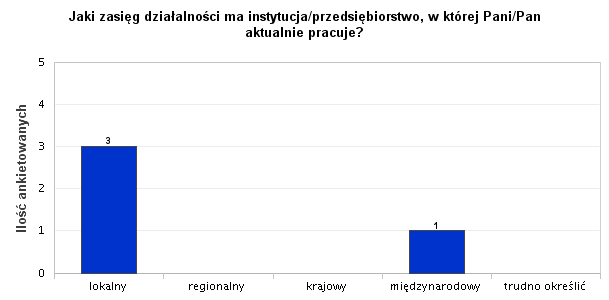 Jaki zasięg działalności ma instytucja/przedsiębiorstwo, w której Pani/Pan
aktualnie pracuje?
Ilość ankietowanych
5
4
3
2
1
0
3
1
lokalny
regionalny
krajowy
międzynarodowy
trudno określić